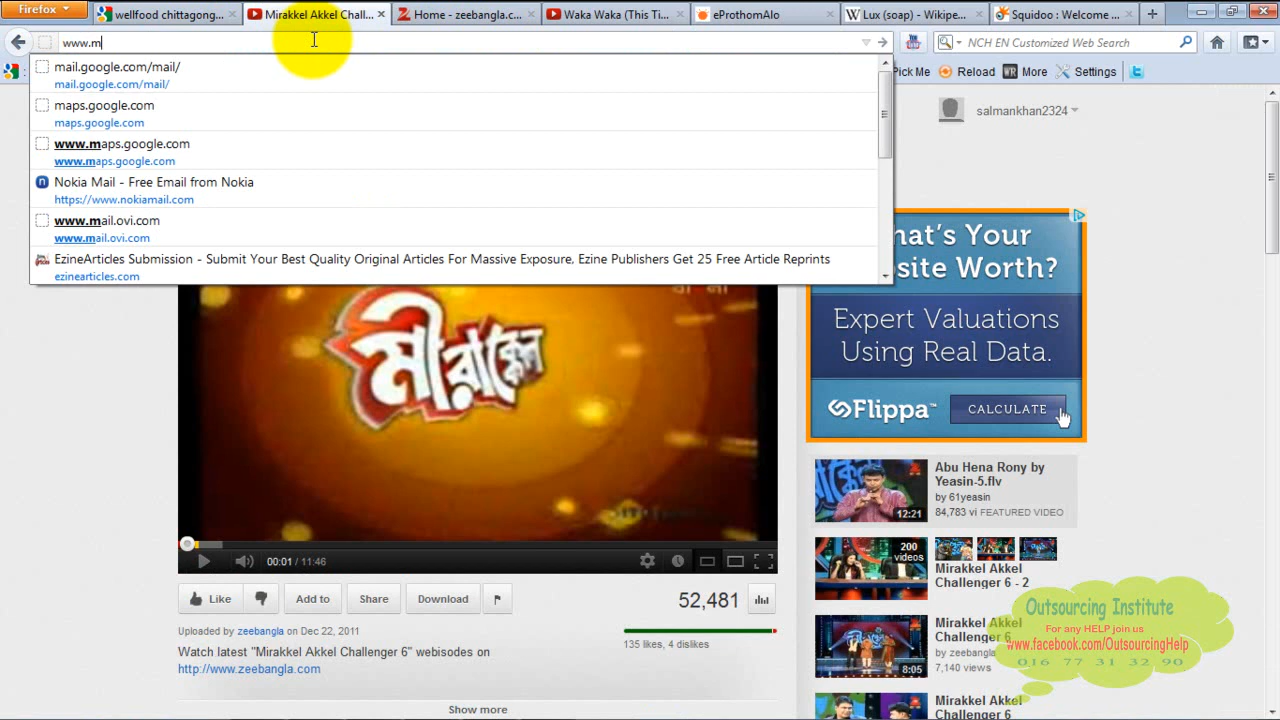 Firefox
wellfood chittagong...
Mirakkel Akkel Chall...
Home - zeebangla.c...
Waka Waka (This Ti...
eProthomAlo
Lux (soap) - Wikipe...
Squidoo : Welcome ...
www.m
NCH EN Customized Web Search
Pick Me
Reload
More
Settings
mail.google.com/mail/
mail.google.com/mail/
maps.google.com
maps.google.com
www.maps.google.com
www.maps.google.com
Nokia Mail - Free Email from Nokia
https://www.nokiamail.com
www.mail.ovi.com
www.mail.ovi.com
EzineArticles Submission - Submit Your Best Quality Original Articles For Massive Exposure, Ezine Publishers Get 25 Free Article Reprints
ezinearticles.com
salmankhan2324
hat's Your
site Worth?
Expert Valuations
Using Real Data.
Flippa™
CALCULATE
মীরাক্কেল
00:01 / 11:46
Like
Add to
Share
Download
52,481
Uploaded by zeebangla on Dec 22, 2011
135 likes, 4 dislikes
Watch latest "Mirakkel Akkel Challenger 6" webisodes on
http://www.zeebangla.com
Show more
Abu Hena Rony by
Yeasin-5.flv
by 61yeasin
84,783 vi FEATURED VIDEO
12:21
200
videos
Mirakkel Akkel
Challenger 6 - 2
Mirakkel Akkel
Challenger 6
by zeebangla
7,140 views
8:05
Mirakkel Akkel
Challenger 6
Outsourcing Institute
For any HELP join us
www.facebook.com/OutsourcingHelp
016 77 31 32 90